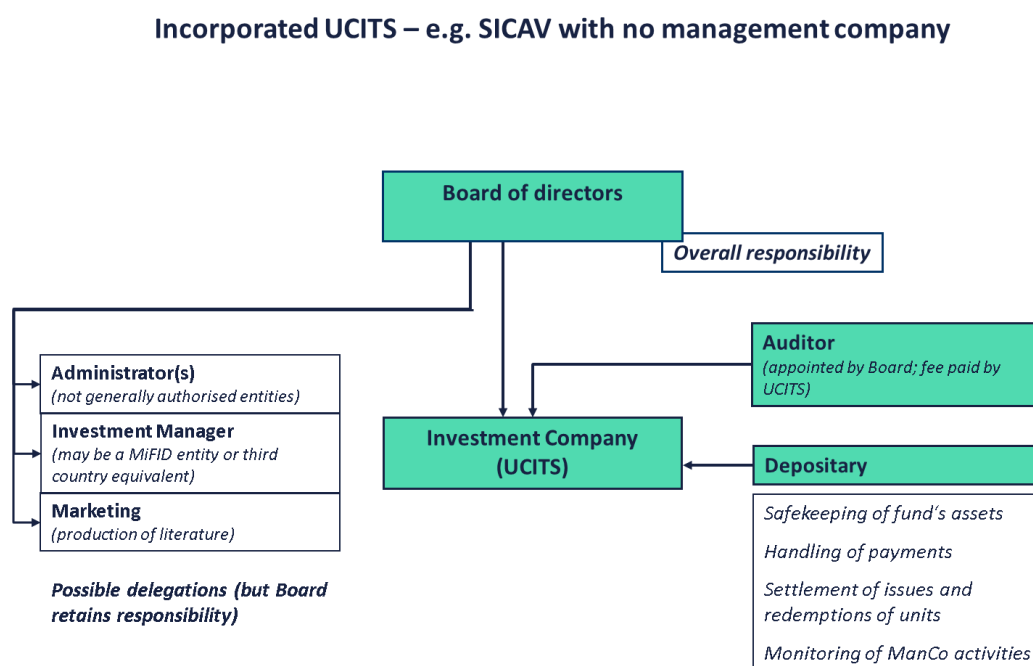 Incorporated UCITS – e.g. SICAV with no management company
Board of directors
Overall responsibility
Administrator(s)
(not generally authorised entities)
Investment Manager
(may be a MiFID entity or third
country equivalent)
Marketing
(production of literature)
Possible delegations (but Board
retains responsibility)
Investment Company
(UCITS)
Auditor
(appointed by Board; fee paid by
UCITS)
Depositary
Safekeeping of fund’s assets
Handling of payments
Settlement of issues and
redemptions of units
Monitoring of ManCo activities